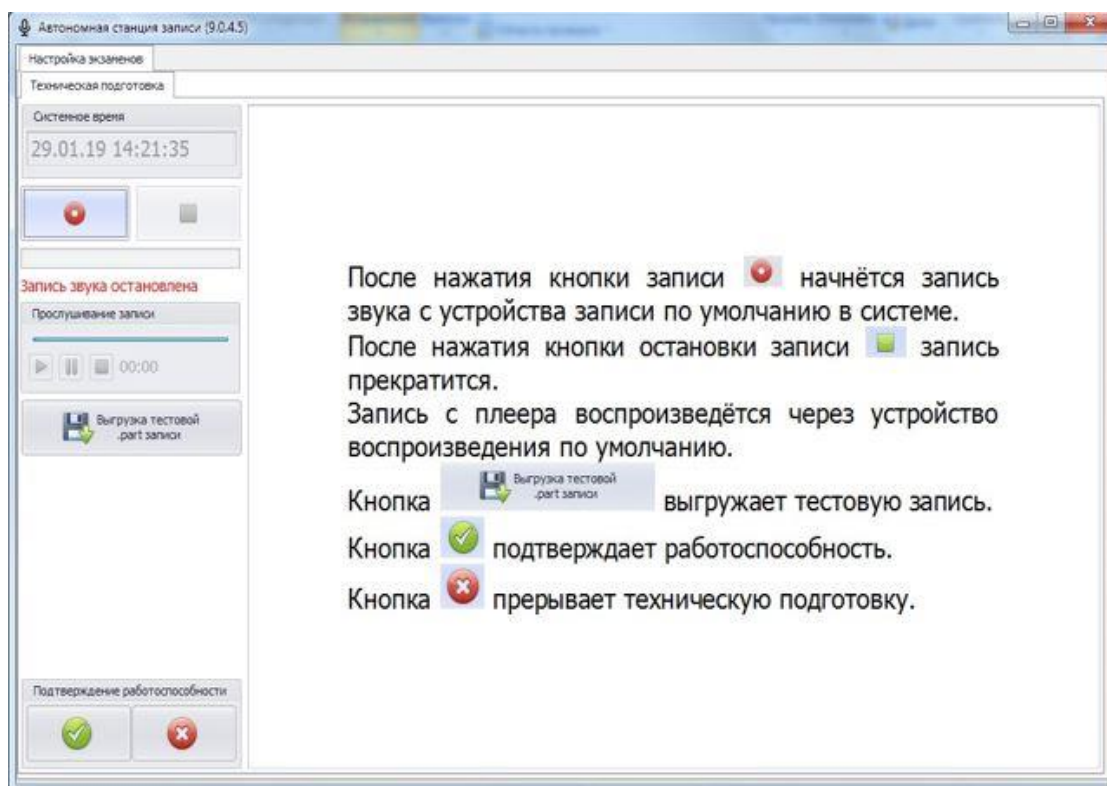 Автономная станция записи (9.0.4.5)
Настройка экзаменов
Техническая подготовка
Системное время
29.01.19 14:21:35
Запись звука остановлена
Прослушивание записи
00:00
Выгрузка тестовой
.part записи
Подтверждение работоспособности
После нажатия кнопки записи начнётся запись
звука с устройства записи по умолчанию в системе.
После нажатия кнопки остановки записи запись
прекратится.
Запись с плеера воспроизведётся через устройство
воспроизведения по умолчанию.
Кнопка Выгрузка тестовой .part записи выгружает тестовую запись.
Кнопка подтверждает работоспособность.
Кнопка прерывает техническую подготовку.